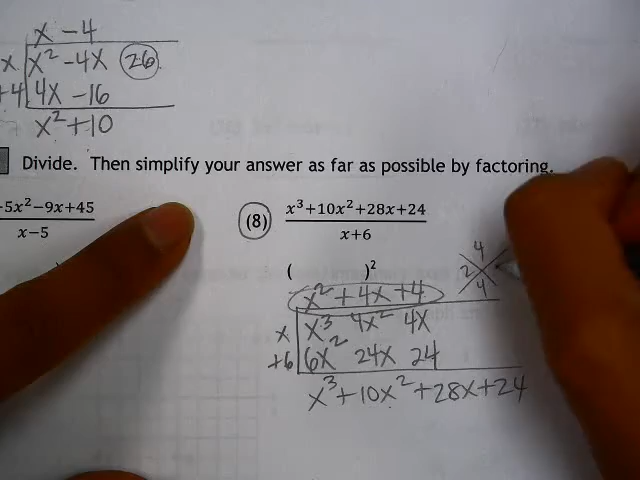 x - 4
x x² -4x 26
+4 4x -16
x² +10
Divide. Then simplify your answer as far as possible by factoring.
-5x²-9x+45
x-5
(8) x³+10x²+28x+24
x+6
( )²
x² + 4x + 4
x x³ 4x² 4x
+6 6x² 24x 24
x³ + 10x² + 28x + 24
4
2
4